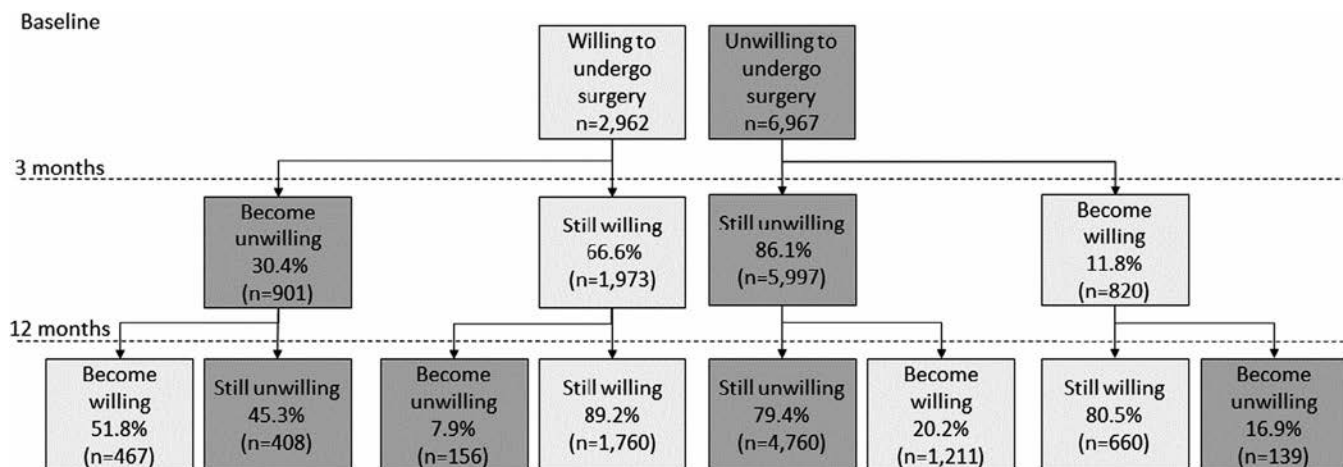 Baseline
Willing to
undergo
surgery
n=2,962
Unwilling to
undergo
surgery
n=6,967
3 months
Become
unwilling
30.4%
(n=901)
Still willing
66.6%
(n=1,973)
Still unwilling
86.1%
(n=5,997)
Become
willing
11.8%
(n=820)
12 months
Become
willing
51.8%
(n=467)
Still unwilling
45.3%
(n=408)
Become
unwilling
7.9%
(n=156)
Still willing
89.2%
(n=1,760)
Still unwilling
79.4%
(n=4,760)
Become
willing
20.2%
(n=1,211)
Still willing
80.5%
(n=660)
Become
unwilling
16.9%
(n=139)